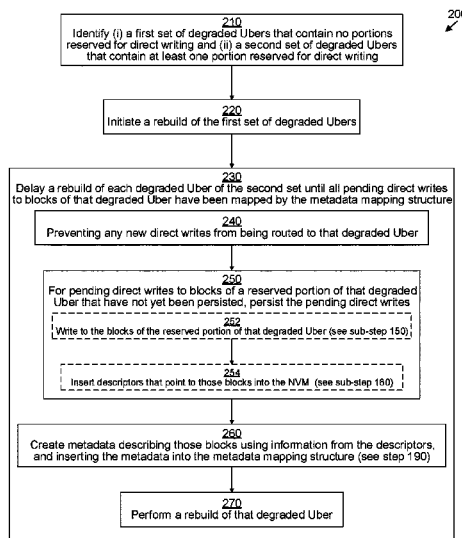 200
210
Identify (i) a first set of degraded Ubers that contain no portions
reserved for direct writing and (ii) a second set of degraded Ubers
that contain at least one portion reserved for direct writing
220
Initiate a rebuild of the first set of degraded Ubers
230
Delay a rebuild of each degraded Uber of the second set until all pending direct writes
to blocks of that degraded Uber have been mapped by the metadata mapping structure
240
Preventing any new direct writes from being routed to that degraded Uber
250
For pending direct writes to blocks of a reserved portion of that degraded
Uber that have not yet been persisted, persist the pending direct writes
252
Write to the blocks of the reserved portion of that degraded Uber (see sub-step 150)
254
Insert descriptors that point to those blocks into the NVM (see sub-step 160)
260
Create metadata describing those blocks using information from the descriptors,
and inserting the metadata into the metadata mapping structure (see step 190)
270
Perform a rebuild of that degraded Uber